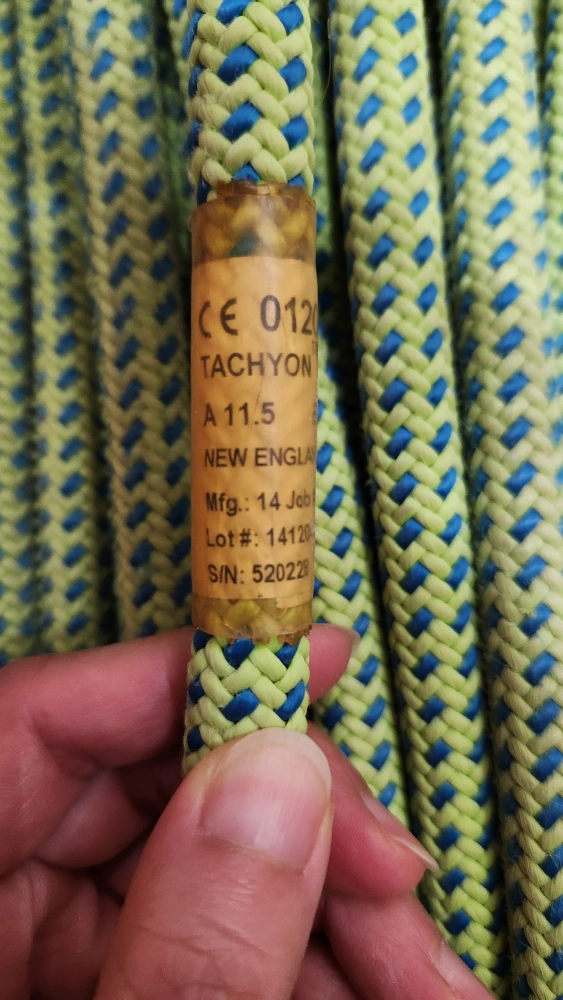 CE 012
TACHYON
A 11.5
NEW ENGLA
Mfg.: 14 Job
Lot #: 14120
S/N: 520228